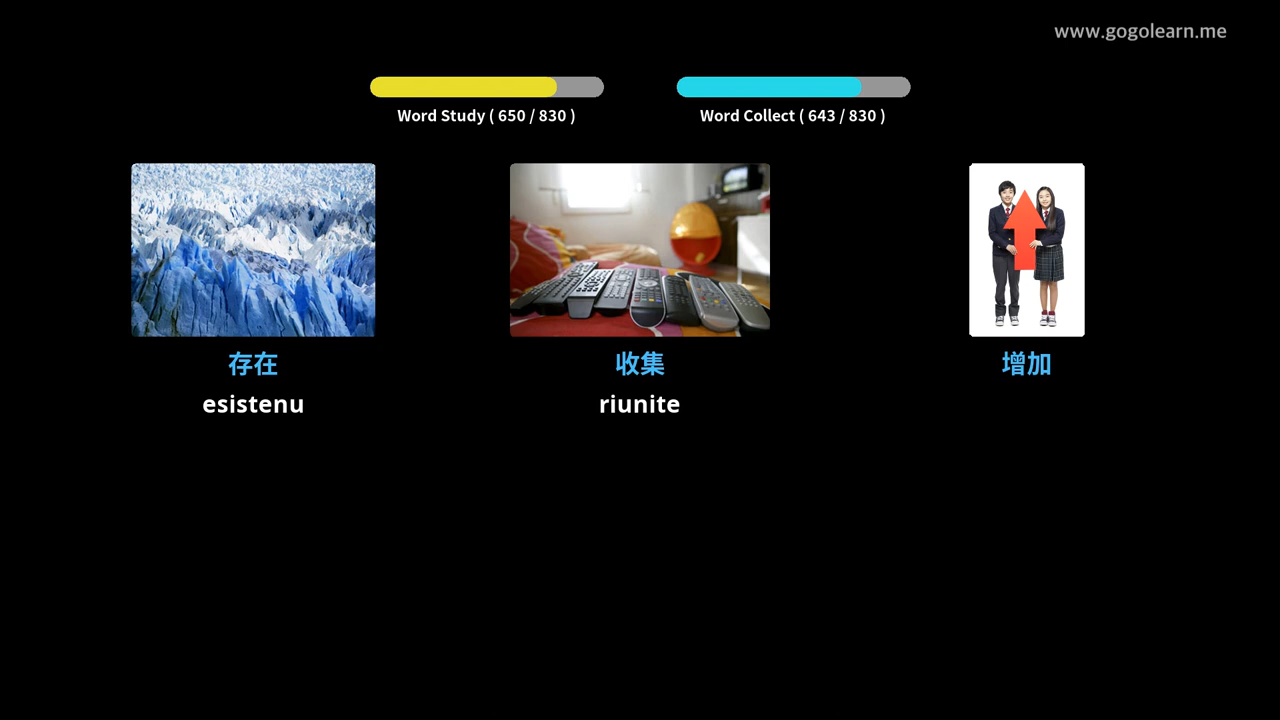 www.gogolearn.me
Word Study ( 650 / 830 )
Word Collect ( 643 / 830 )
存在
收集
增加
esistenu
riunite